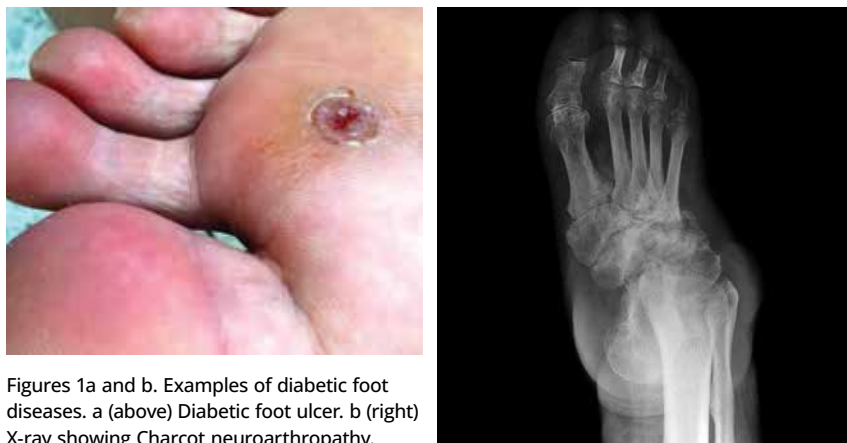 Figures 1a and b. Examples of diabetic foot
diseases. a (above) Diabetic foot ulcer. b (right)
X-ray showing Charcot neuroarthropathy.